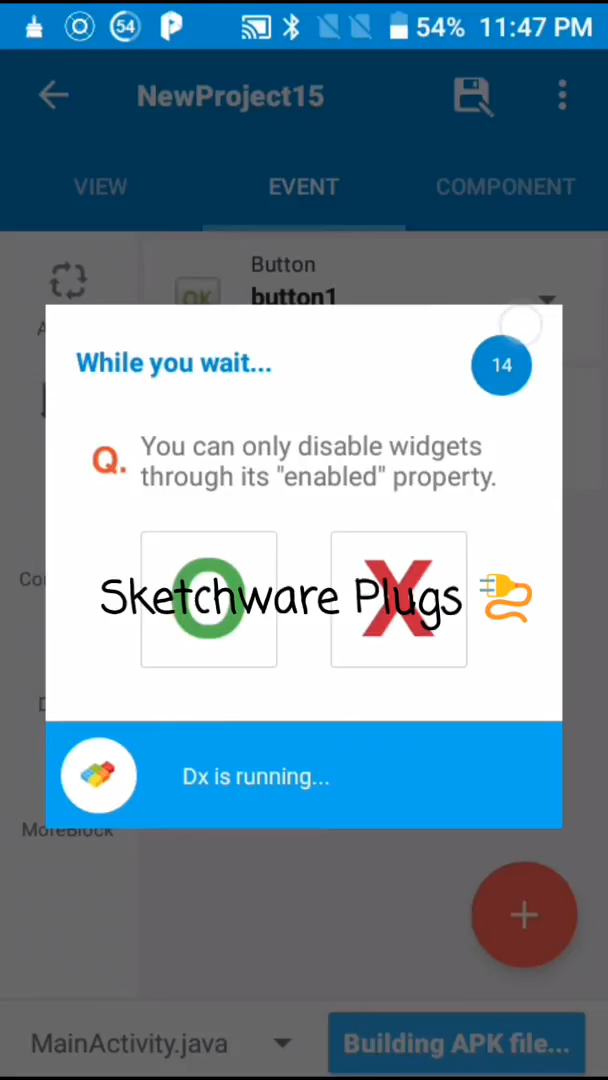 54
54% 11:47 PM
NewProject15
VIEW EVENT COMPONENT
Button
button1
While you wait...
14
Q. You can only disable widgets
through its "enabled" property.
O X
Sketchware Plugs
Dx is running...
MoreBlock
MainActivity.java
Building APK file...